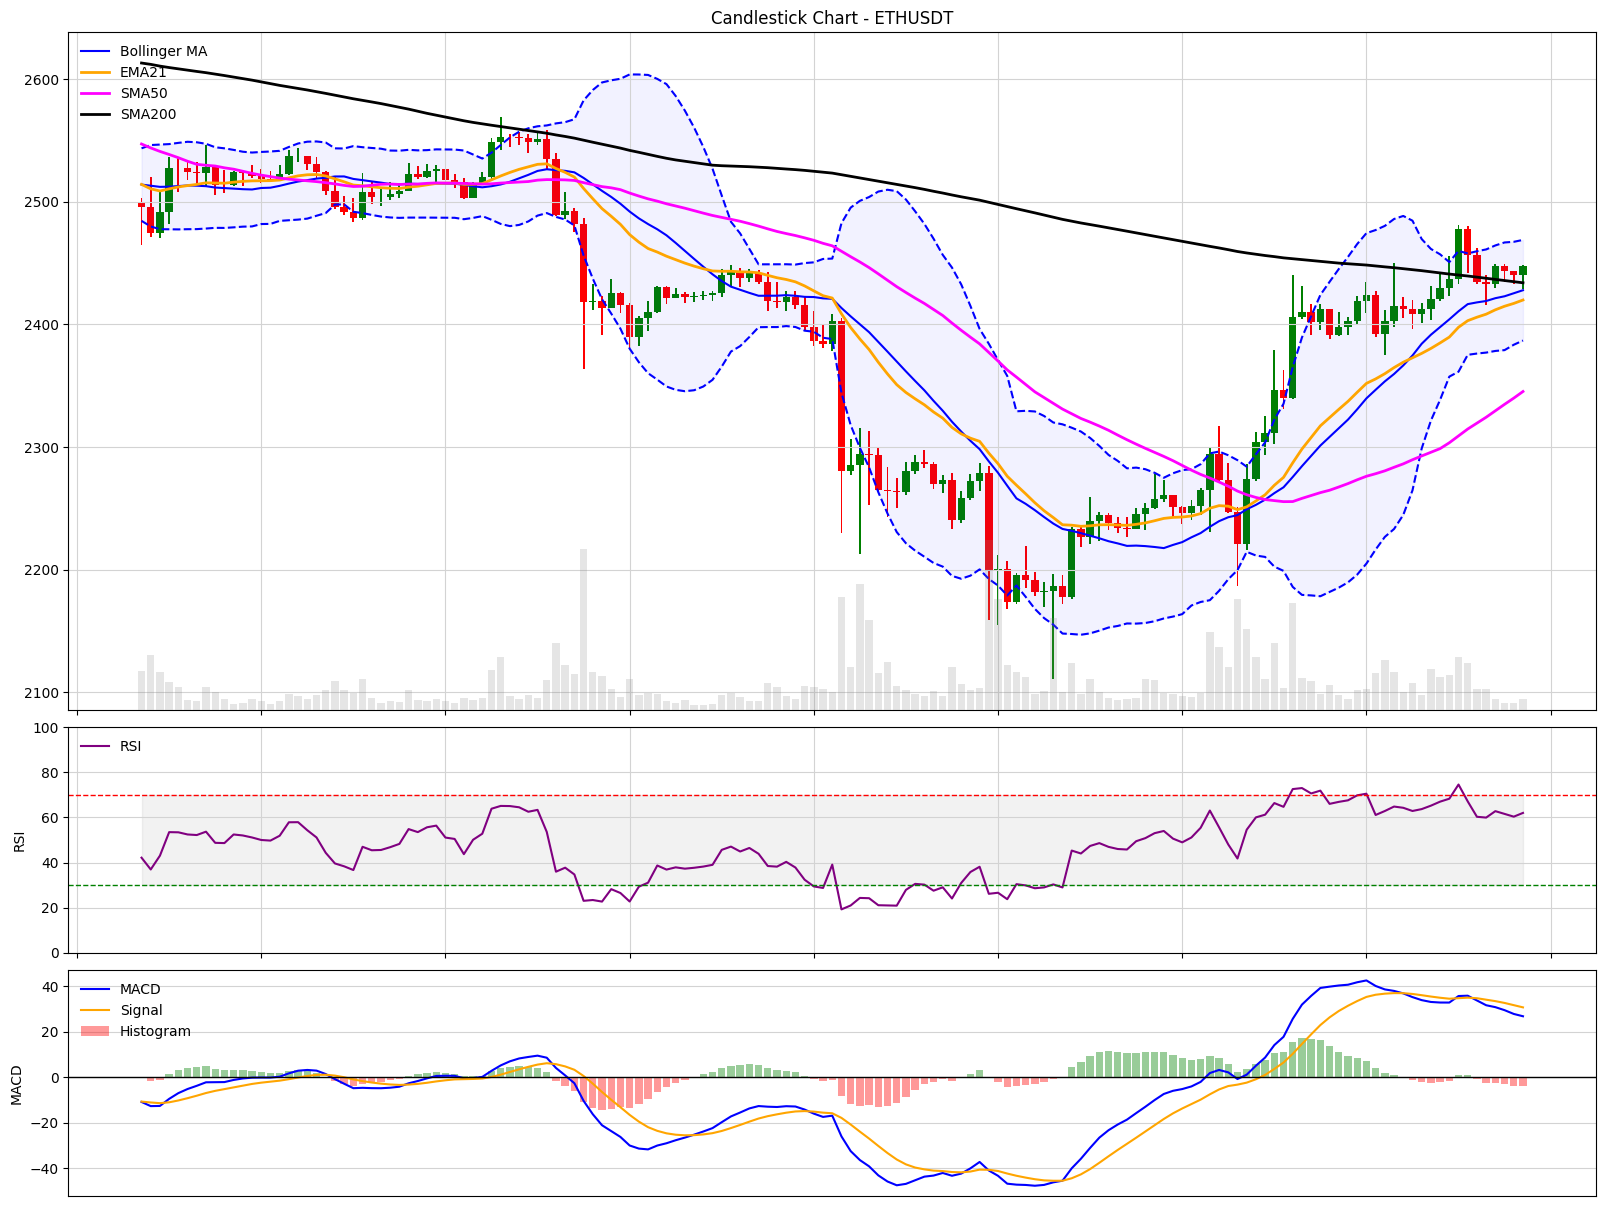 Candlestick Chart - ETHUSDT
Bollinger MA
EMA21
SMA50
SMA200
2600
2500
2400
2300
2200
2100
RSI
RSI
100
80
60
40
20
0
MACD
Signal
Histogram
MACD
40
20
0
−20
−40